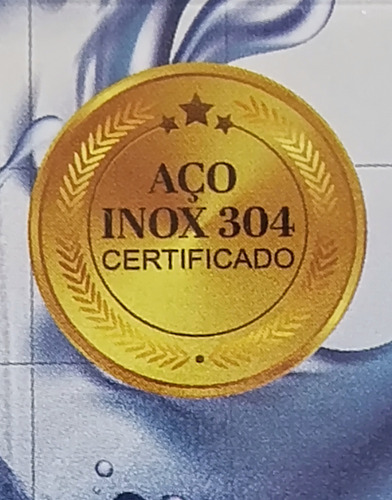 AÇO
INOX 304
CERTIFICADO